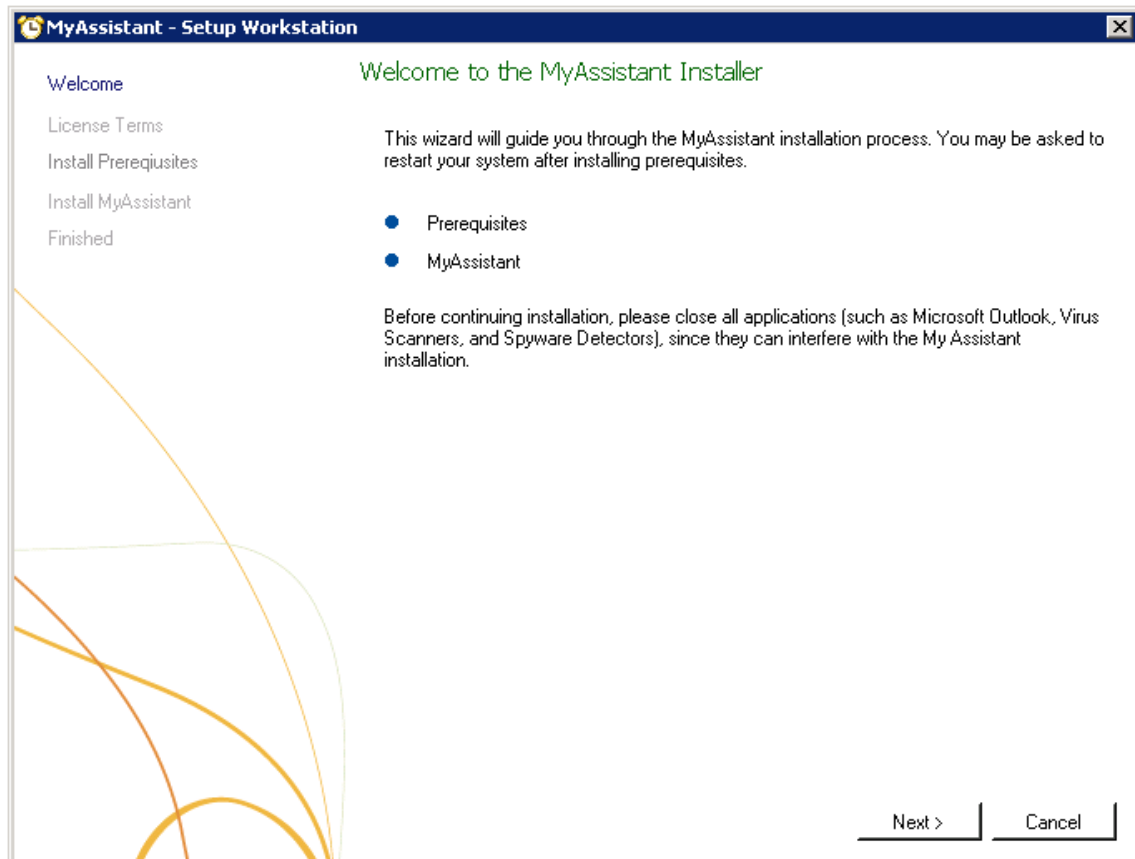 MyAssistant - Setup Workstation
Welcome
License Terms
Install Preregiusites
Install MyAssistant
Finished
Welcome to the MyAssistant Installer
This wizard will guide you through the MyAssistant installation process. You may be asked to
restart your system after installing prerequisites.
Prerequisites
MyAssistant
Before continuing installation, please close all applications (such as Microsoft Outlook, Virus
Scanners, and Spyware Detectors), since they can interfere with the My Assistant
installation.
Next >
Cancel